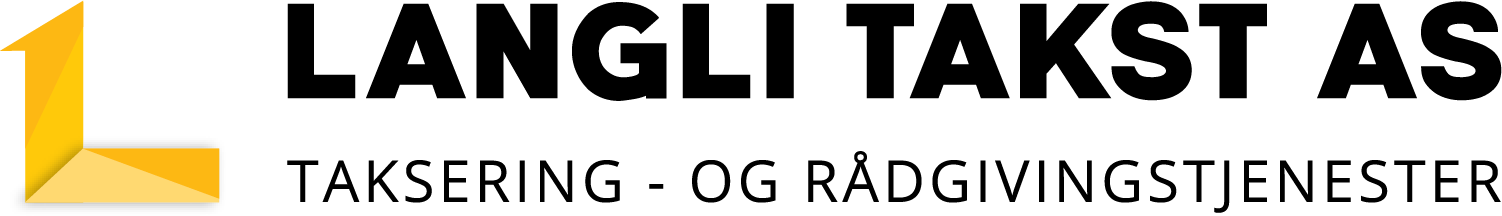 LANGLI TAKST AS
TAKSERING - OG RÅDGIVINGSTJENESTER